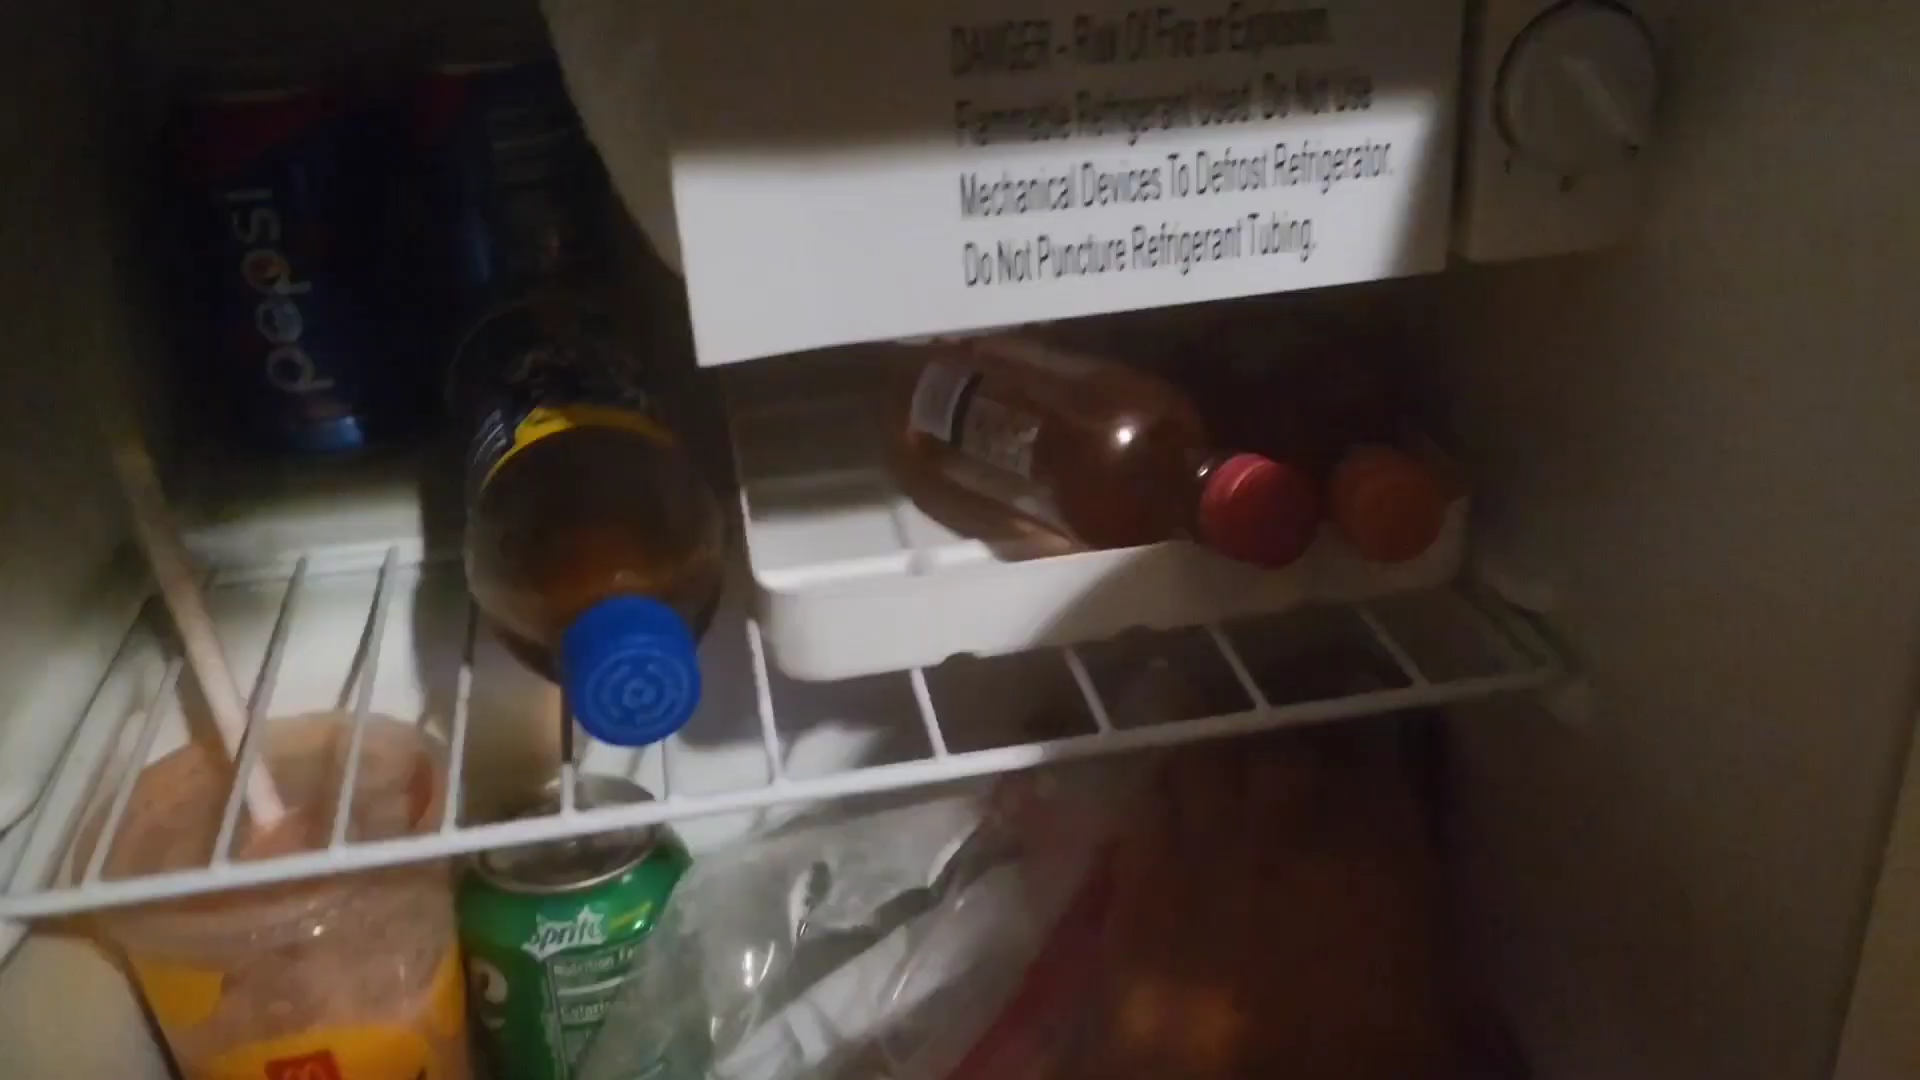 DANGER - Risk Of Fire or Explosion.
Flammable Refrigerant Used. Do Not Use
Mechanical Devices To Defrost Refrigerator.
Do Not Puncture Refrigerant Tubing.
pepsi
Sprite
Nutrition